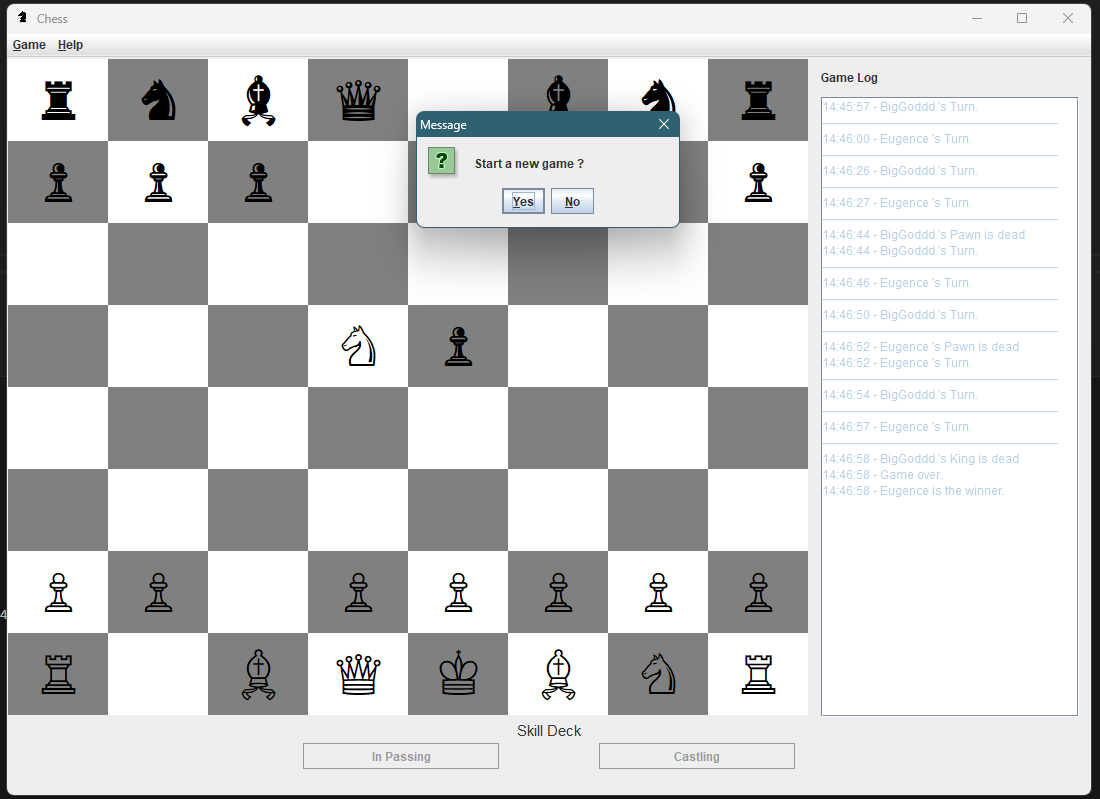 Chess
Game Help
Game Log
Message
Start a new game ?
Yes No
14:45:57 - BigGoddd 's Turn.
14:46:00 - Eugence 's Turn.
14:46:26 - BigGoddd 's Turn.
14:46:27 - Eugence 's Turn.
14:46:44 - BigGoddd 's Pawn is dead
14:46:44 - BigGoddd 's Turn.
14:46:46 - Eugence 's Turn.
14:46:50 - BigGoddd 's Turn.
14:46:52 - Eugence 's Pawn is dead
14:46:52 - Eugence 's Turn.
14:46:54 - BigGoddd 's Turn.
14:46:57 - Eugence 's Turn.
14:46:58 - BigGoddd 's King is dead
14:46:58 - Game over.
14:46:58 - Eugence is the winner.
4
Skill Deck
In Passing Castling